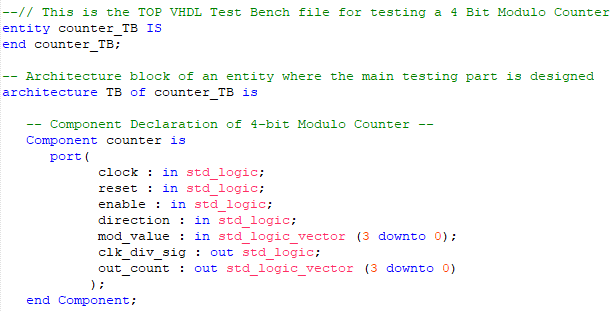 --// This is the TOP VHDL Test Bench file for testing a 4 Bit Modulo Counter
entity counter_TB IS
end counter_TB;
-- Architecture block of an entity where the main testing part is designed
architecture TB of counter_TB is
-- Component Declaration of 4-bit Modulo Counter --
Component counter is
port(
clock : in std_logic;
reset : in std_logic;
enable : in std_logic;
direction : in std_logic;
mod_value : in std_logic_vector (3 downto 0);
clk_div_sig : out std_logic;
out_count : out std_logic_vector (3 downto 0)
);
end Component;